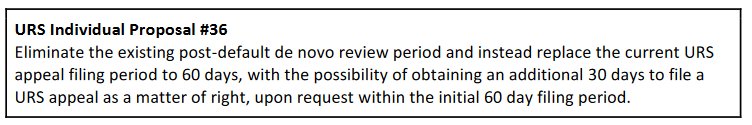 URS Individual Proposal #36
Eliminate the existing post-default de novo review period and instead replace the current URS
appeal filing period to 60 days, with the possibility of obtaining an additional 30 days to file a
URS appeal as a matter of right, upon request within the initial 60 day filing period.